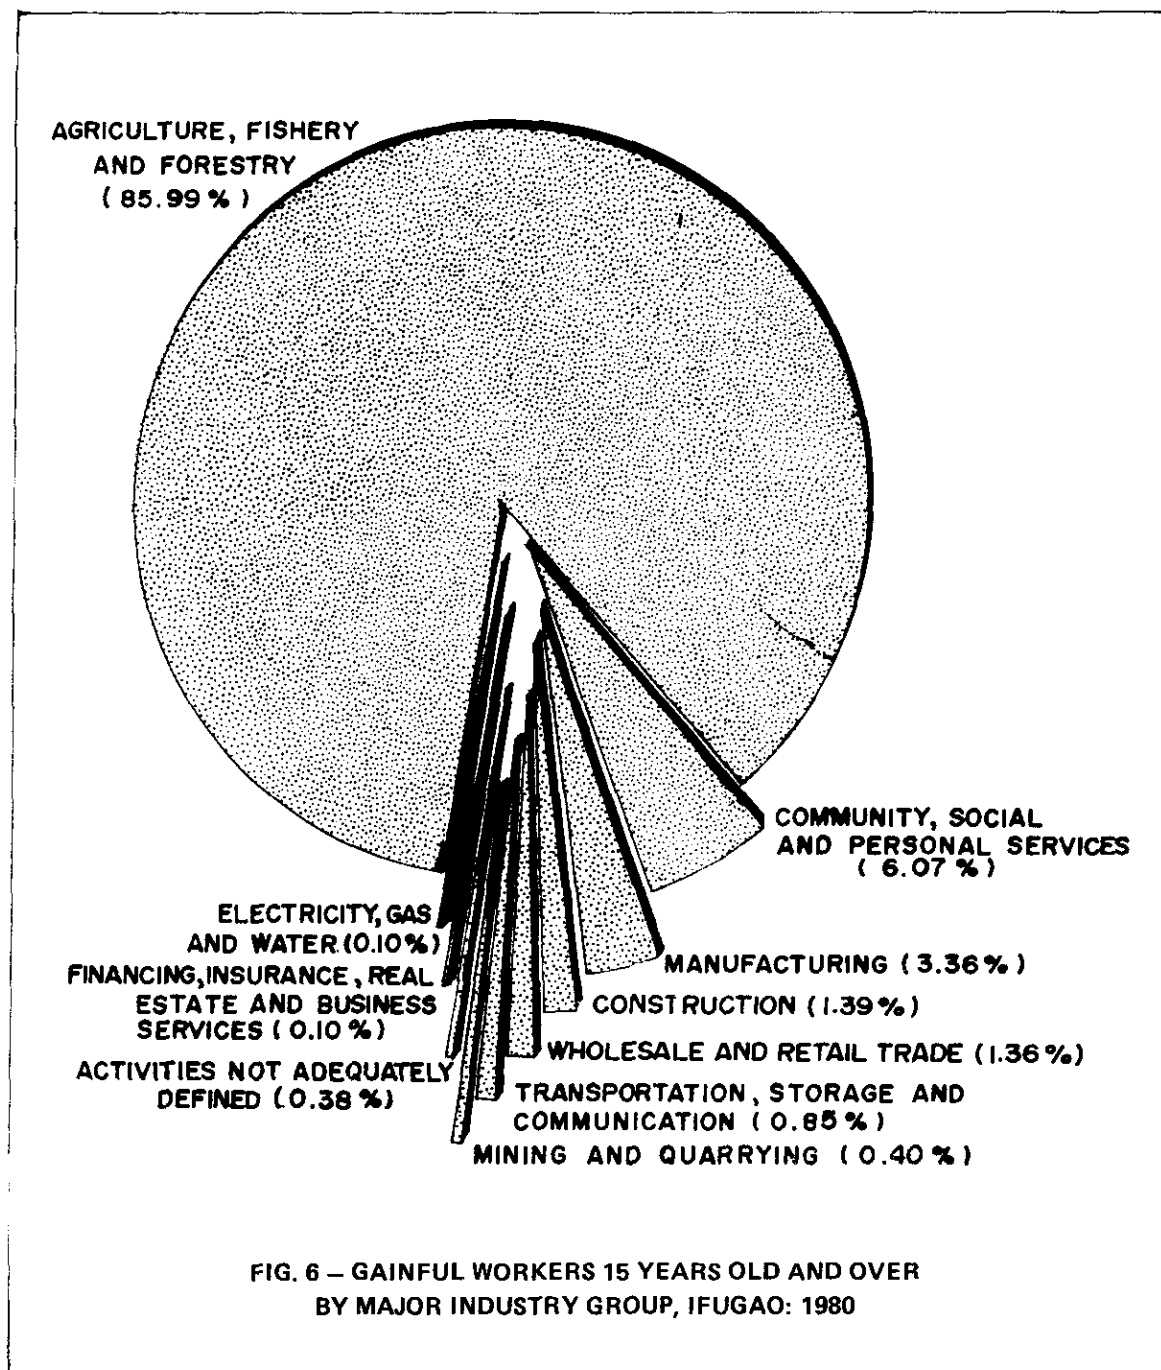 AGRICULTURE, FISHERY
AND FORESTRY
(85.99%)
COMMUNITY, SOCIAL
AND PERSONAL SERVICES
(6.07%)
ELECTRICITY, GAS
AND WATER (0.10%)
FINANCING, INSURANCE, REAL
ESTATE AND BUSINESS
SERVICES (0.10%)
ACTIVITIES NOT ADEQUATELY
DEFINED (0.38%)
MANUFACTURING (3.36%)
CONSTRUCTION (1.39%)
WHOLESALE AND RETAIL TRADE (1.36%)
TRANSPORTATION, STORAGE AND
COMMUNICATION (0.85%)
MINING AND QUARRYING (0.40%)
FIG. 6 – GAINFUL WORKERS 15 YEARS OLD AND OVER
BY MAJOR INDUSTRY GROUP, IFUGAO: 1980